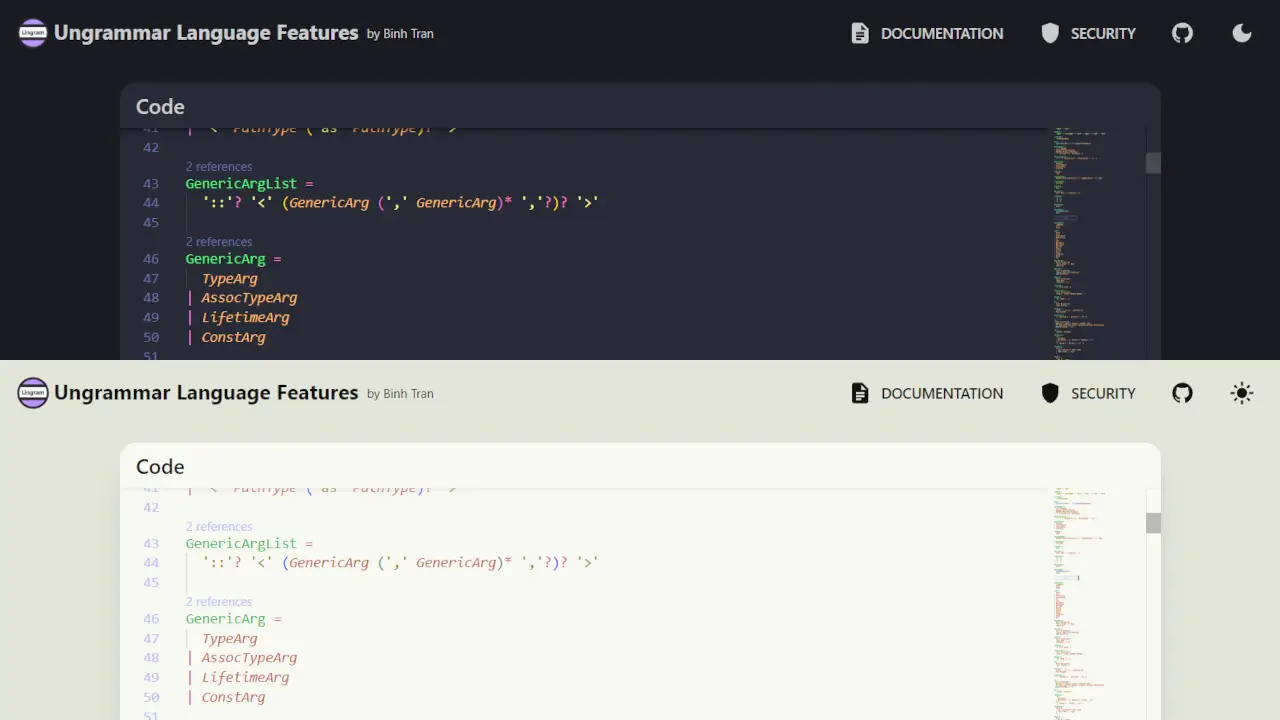 Ungram Ungrammar Language Features by Binh Tran DOCUMENTATION SECURITY
Code
41 | '<' PathType ('as' PathType)? '>'
42
2 references
43 GenericArgList =
44 '::'? '<' (GenericArg (',' GenericArg)* ','?)? '>'
45
2 references
46 GenericArg =
47 TypeArg
48 | AssocTypeArg
49 | LifetimeArg
50 | ConstArg
51
Ungram Ungrammar Language Features by Binh Tran DOCUMENTATION SECURITY
Code
41 | '<' PathType ('as' PathType)? '>'
42
2 references
43 GenericArgList =
44 '::'? '<' (GenericArg (',' GenericArg)* ','?)? '>'
45
2 references
46 GenericArg =
47 TypeArg
48 | AssocTypeArg
49 | LifetimeArg
50 | ConstArg
51